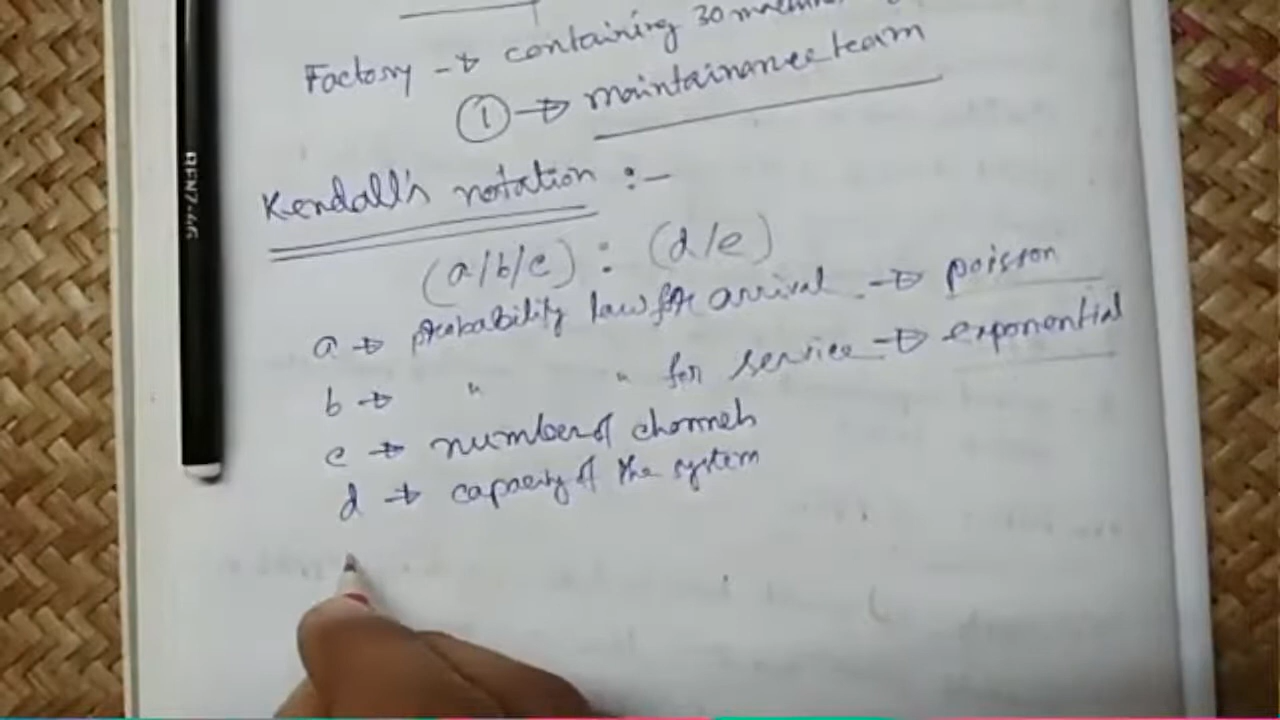 Factory → containing 30 machines
① → maintainance team
Kendall's notation :-
(a/b/c) : (d/e)
a → probability law for arrival → poisson
b → " " for service → exponential
c → number of channels
d → capacity of the system